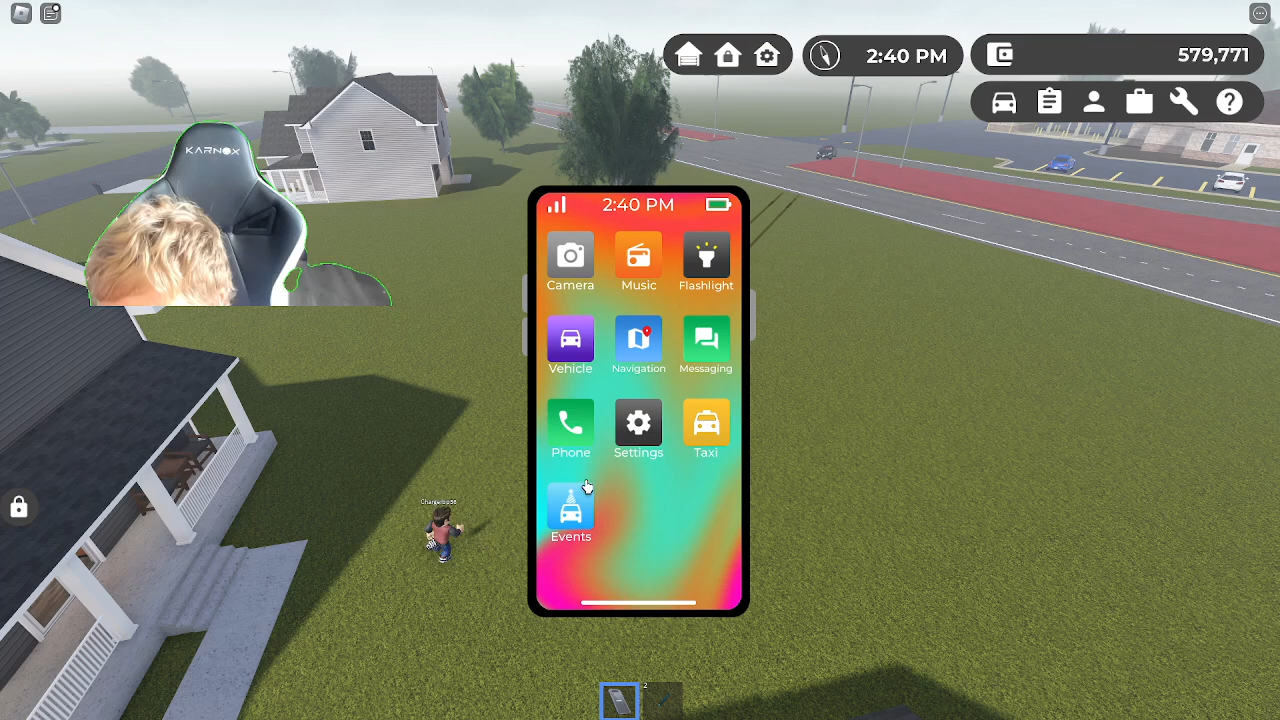 2:40 PM
579,771
KARNOX
2:40 PM
Camera
Music
Flashlight
Vehicle
Navigation
Messaging
Phone
Settings
Taxi
Events
2